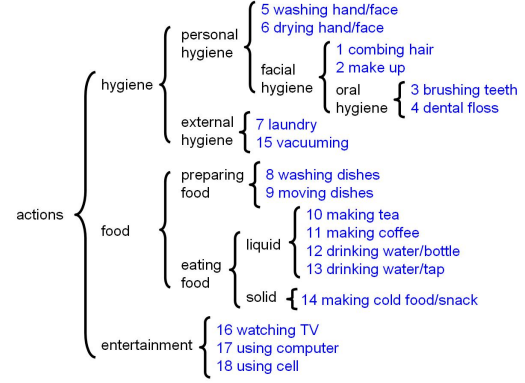 5 washing hand/face
personal
hygiene
6 drying hand/face
1 combing hair
facial
hygiene
2 make up
hygiene
oral
hygiene
3 brushing teeth
4 dental floss
external
hygiene
7 laundry
15 vacuuming
preparing
food
8 washing dishes
9 moving dishes
actions
food
10 making tea
liquid
11 making coffee
12 drinking water/bottle
eating
food
13 drinking water/tap
solid
14 making cold food/snack
entertainment
16 watching TV
17 using computer
18 using cell